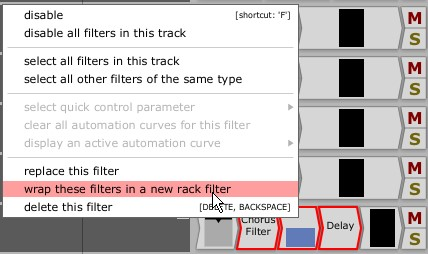 disable [shortcut: 'F']
disable all filters in this track
select all filters in this track
select all other filters of the same type
select quick control parameter
clear all automation curves for this filter
display an active automation curve
replace this filter
wrap these filters in a new rack filter
delete this filter [DELETE, BACKSPACE]
M
S
M
S
M
S
M
S
Chorus
Filter
Delay
M
S